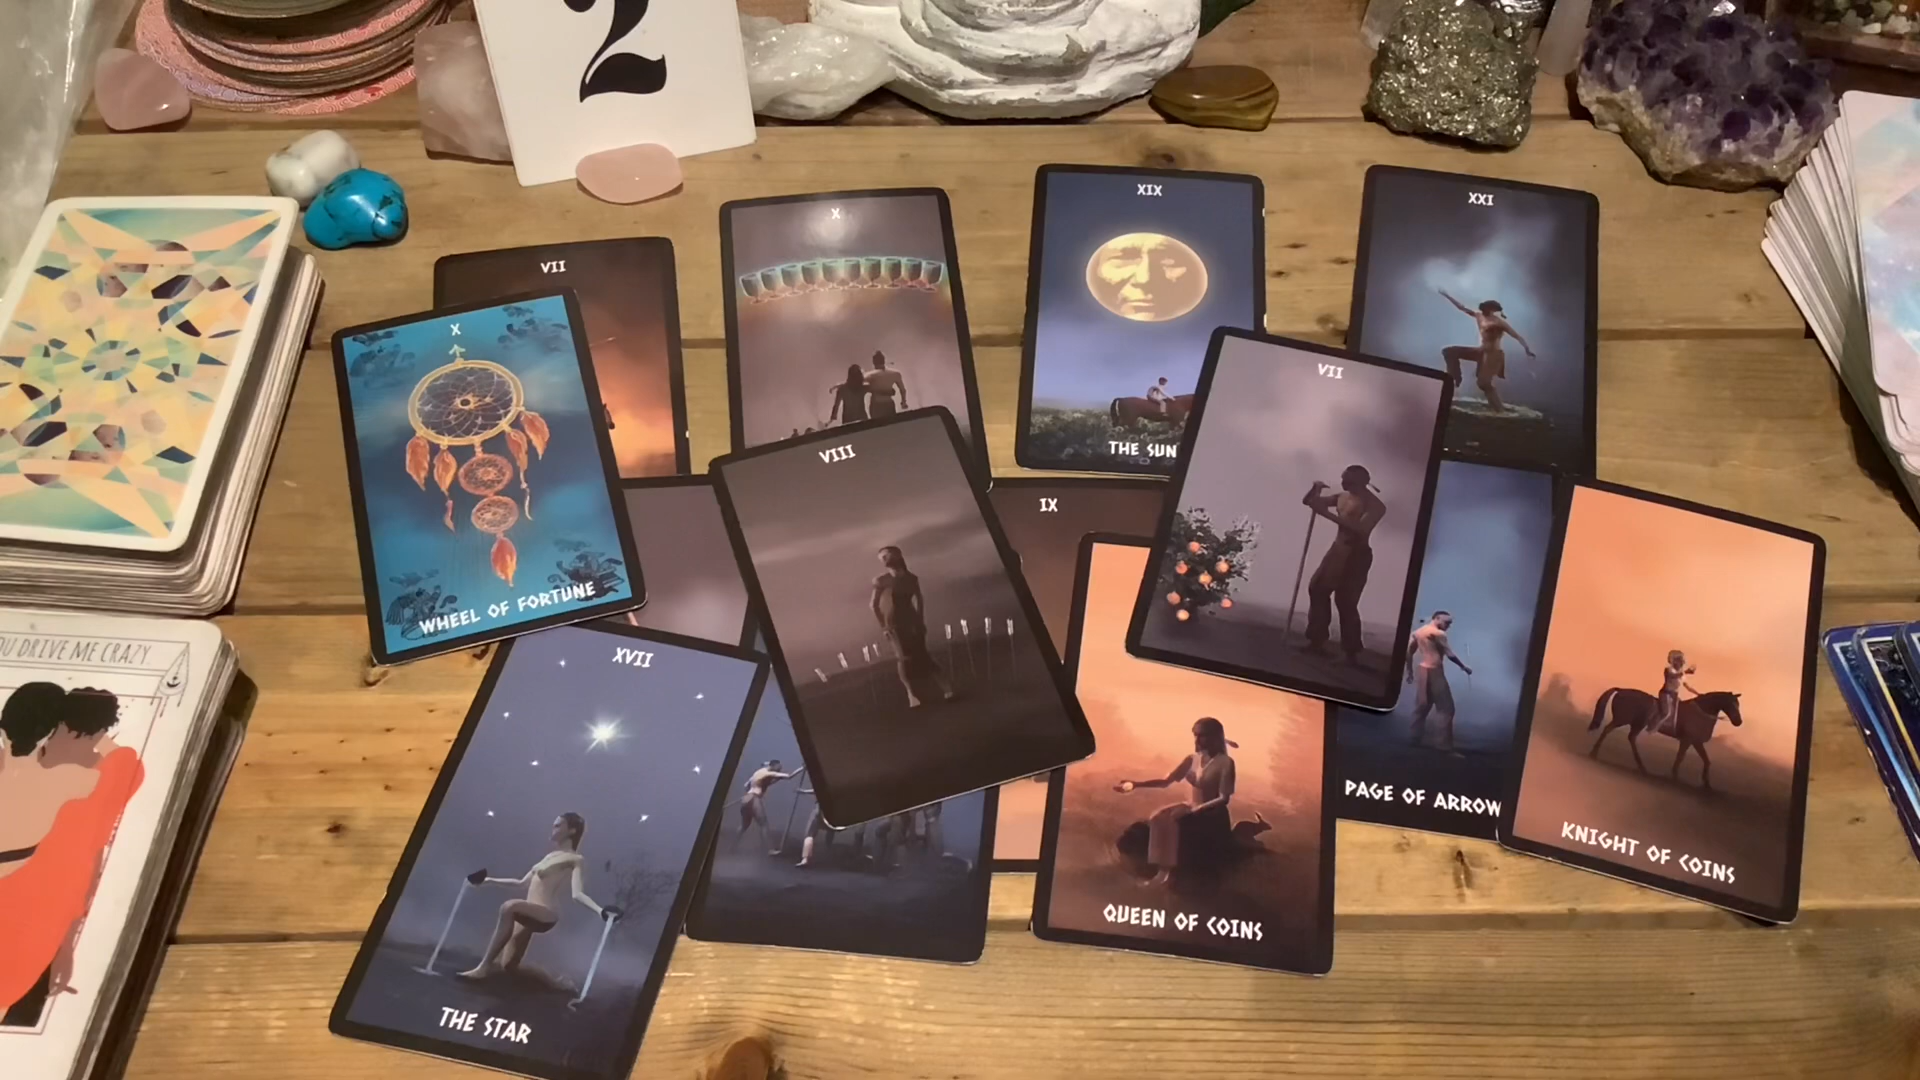 2
XIX
XXI
X
VII
X
VII
VIII
THE SUN
IX
WHEEL OF FORTUNE
OU DRIVE ME CRAZY.
XVII
PAGE OF ARROW
KNIGHT OF COINS
QUEEN OF COINS
THE STAR